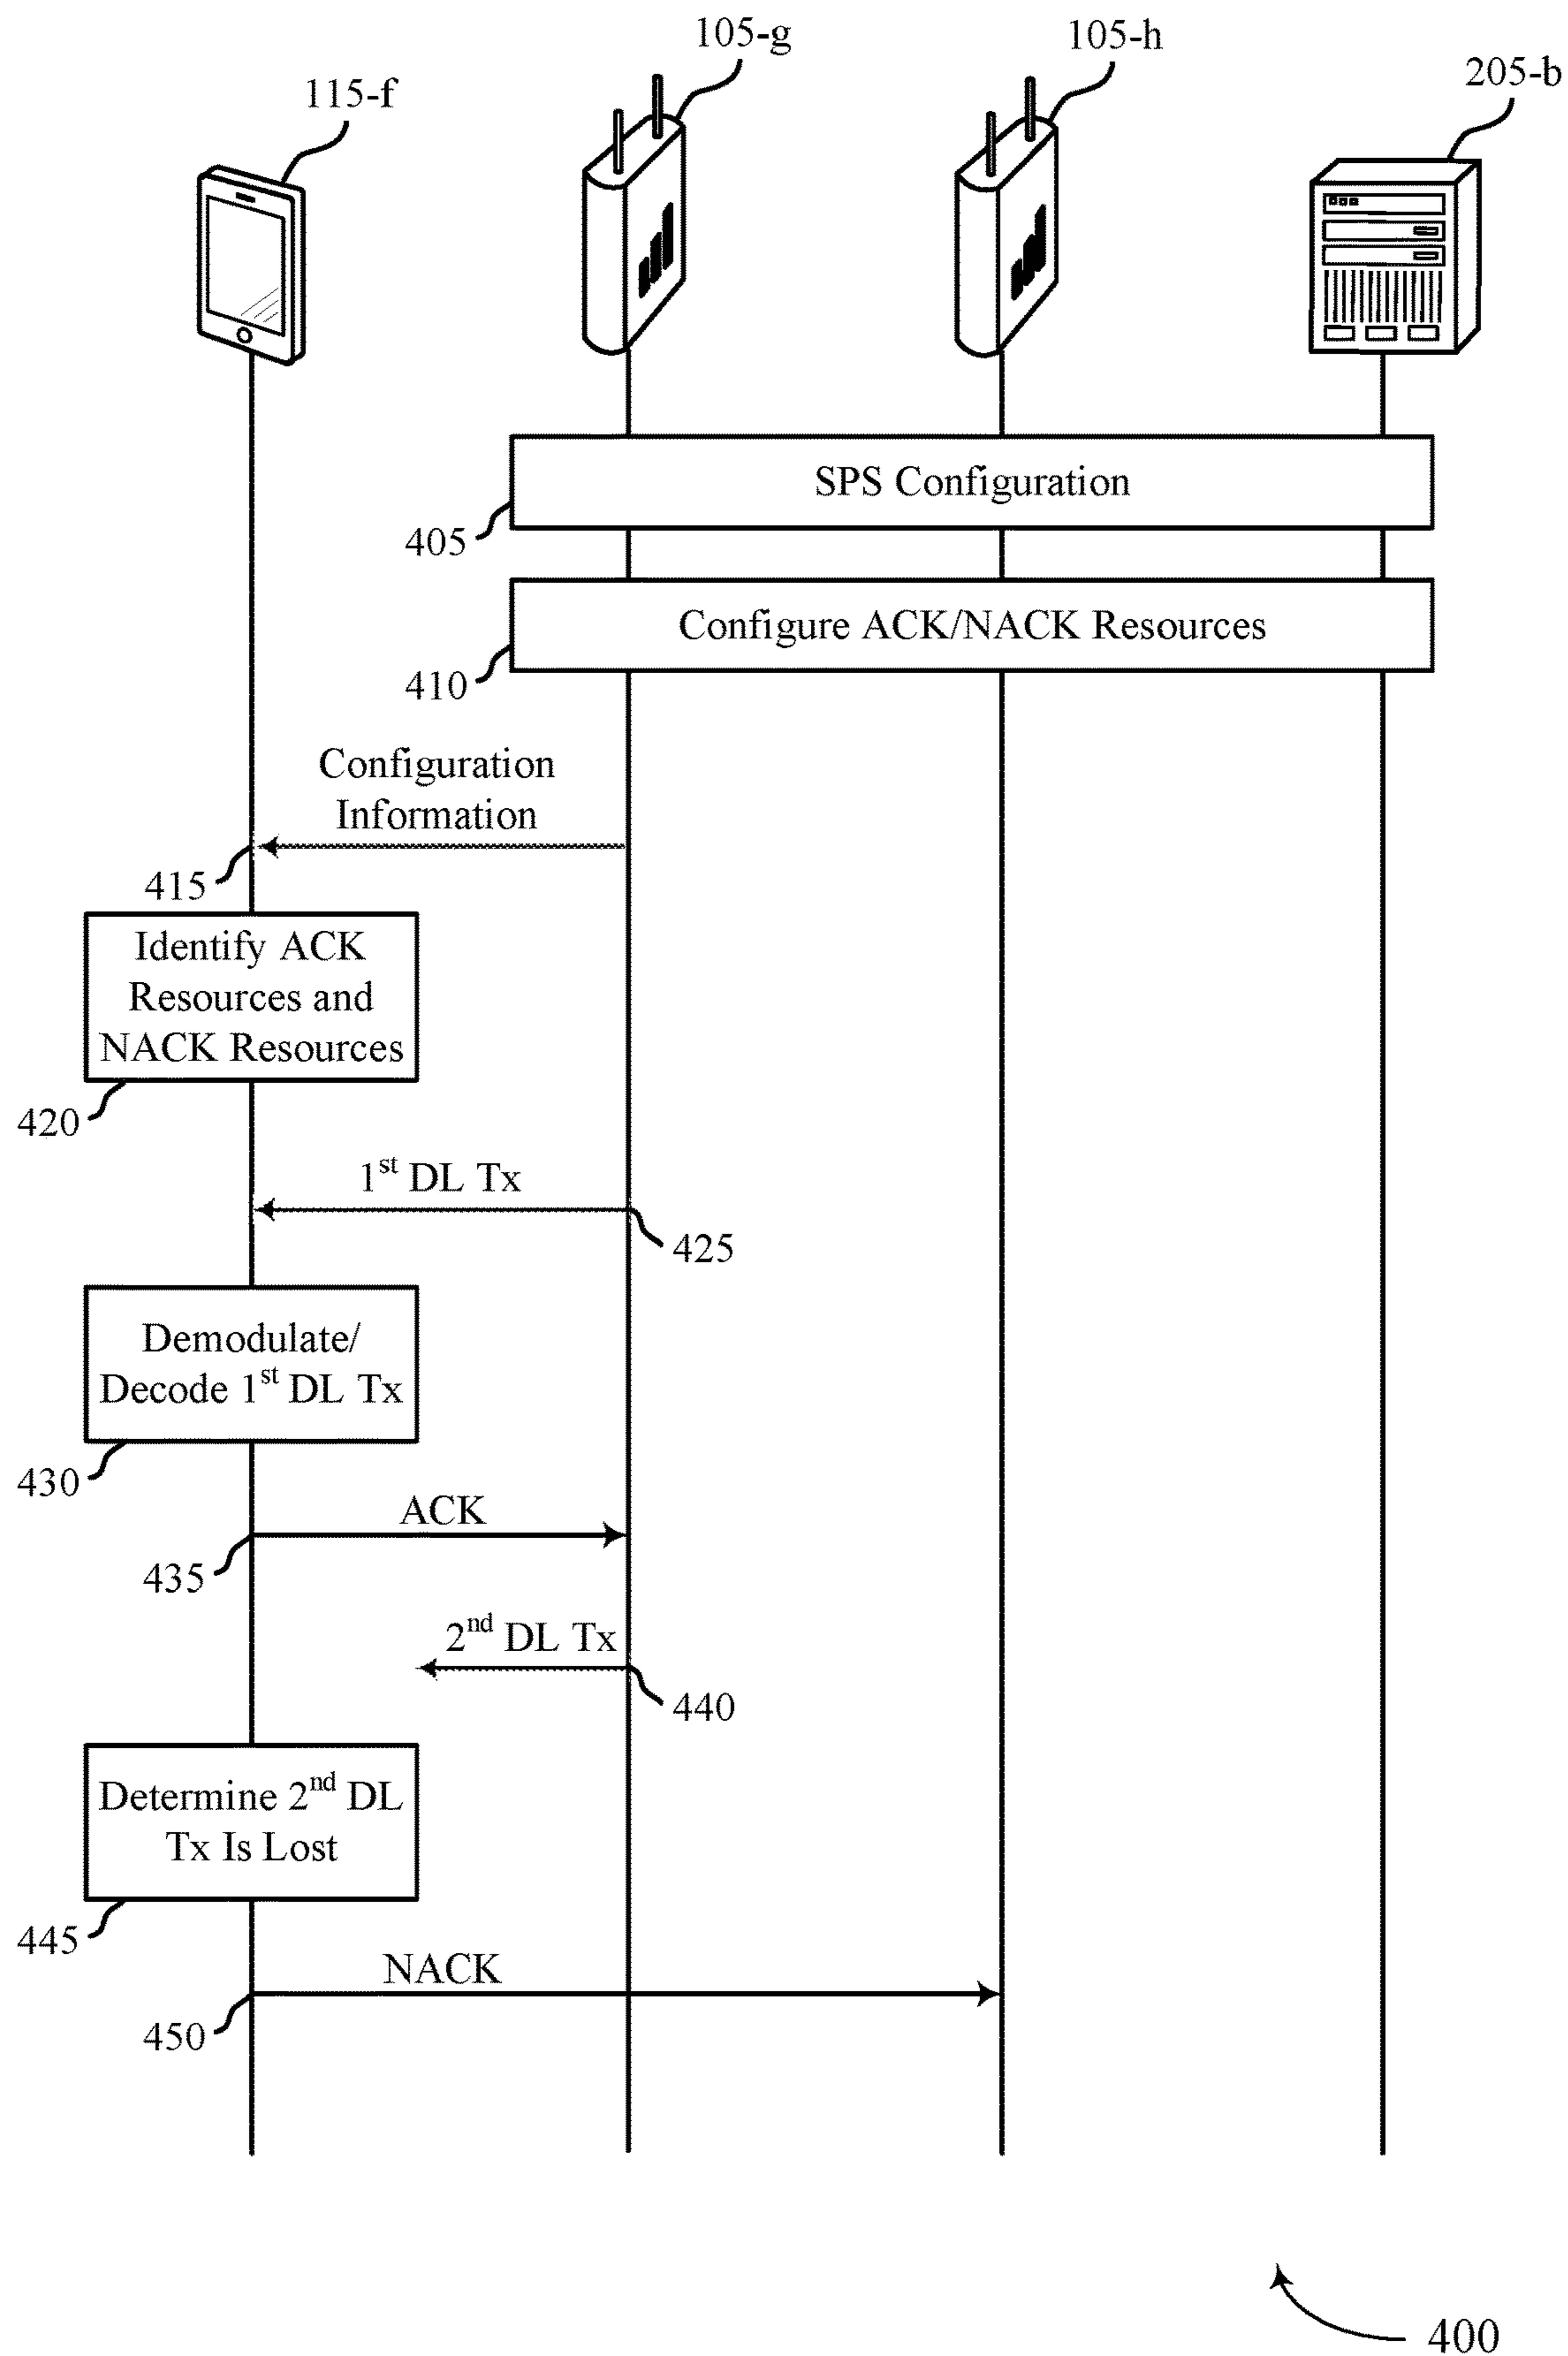 105-g
105-h
205-b
115-f
SPS Configuration
405
Configure ACK/NACK Resources
410
Configuration
Information
415
Identify ACK
Resources and
NACK Resources
420
1st DL Tx
425
Demodulate/
Decode 1st DL Tx
430
ACK
435
2nd DL Tx
440
Determine 2nd DL
Tx Is Lost
445
NACK
450
400